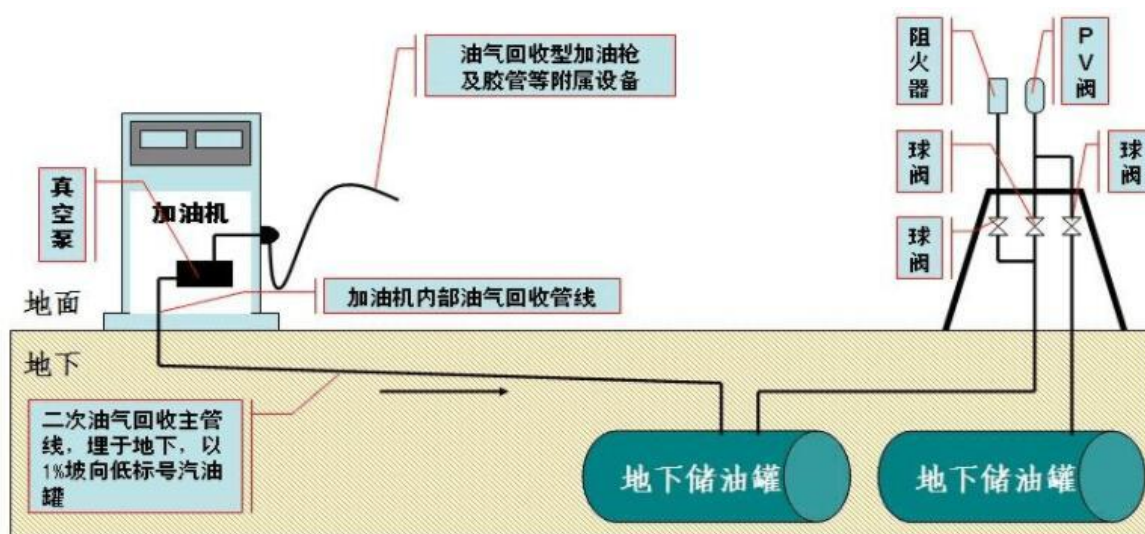 油气回收型加油枪
及胶管等附属设备
阻
火
器
P
V
阀
真
空
泵
加油机
球
阀
球
阀
球
阀
加油机内部油气回收管线
地面
地下
二次油气回收主管
线，埋于地下，以
1%坡向低标号汽油
罐
地下储油罐
地下储油罐